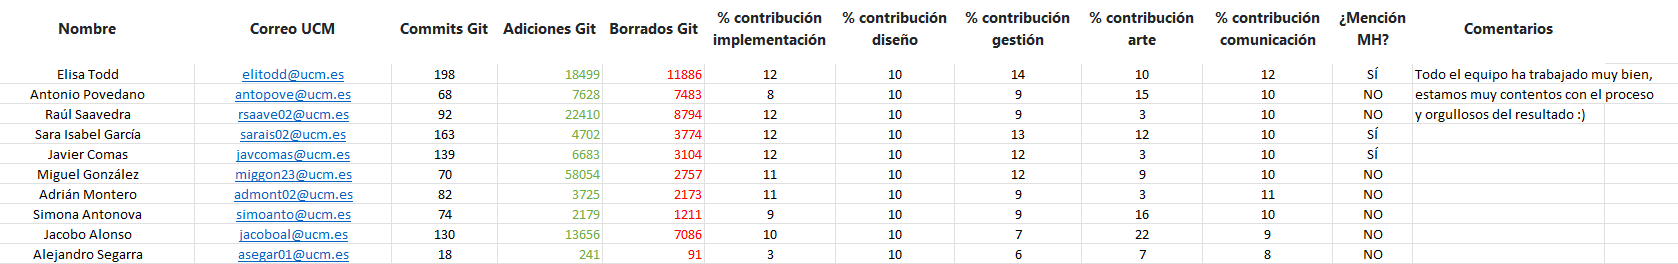 Nombre Correo UCM Commits Git Adiciones Git Borrados Git % contribución implementación % contribución diseño % contribución gestión % contribución arte % contribución comunicación ¿Mención MH? Comentarios
Elisa Todd elitodd@ucm.es 198 18499 11886 12 10 14 10 12 SÍ Todo el equipo ha trabajado muy bien,
Antonio Povedano antopove@ucm.es 68 7628 7483 8 10 9 15 10 NO estamos muy contentos con el proceso
Raúl Saavedra rsaave02@ucm.es 92 22410 8794 12 10 9 3 10 NO y orgullosos del resultado :)
Sara Isabel García sarais02@ucm.es 163 4702 3774 12 10 13 12 10 SÍ
Javier Comas javcomas@ucm.es 139 6683 3104 12 10 12 3 10 SÍ
Miguel González miggon23@ucm.es 70 58054 2757 11 10 12 9 10 NO
Adrián Montero admont02@ucm.es 82 3725 2173 11 10 9 3 11 NO
Simona Antonova simoanto@ucm.es 74 2179 1211 9 10 9 16 10 NO
Jacobo Alonso jacoboal@ucm.es 130 13656 7086 10 10 7 22 9 NO
Alejandro Segarra asegar01@ucm.es 18 241 91 3 10 6 7 8 NO